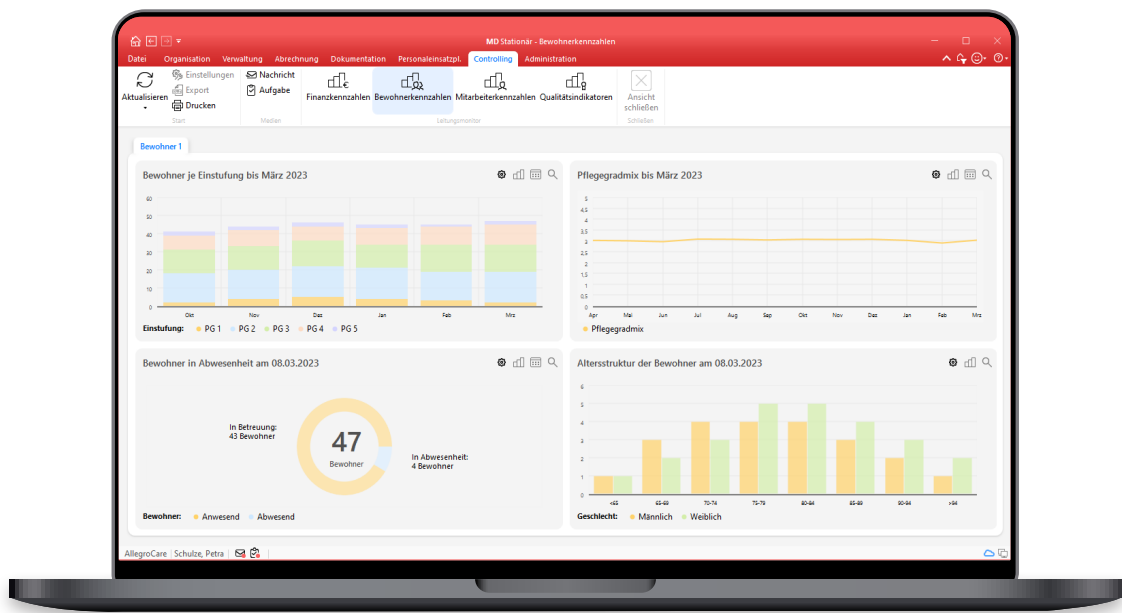 MD Stationär - Bewohnerkennzahlen
Datei Organisation Verwaltung Abrechnung Dokumentation Personaleinsatzpl. Controlling Administration
Aktualisieren
Einstellungen
Export
Drucken
Start
Nachricht
Aufgabe
Medien
Finanzkennzahlen Bewohnerkennzahlen Mitarbeiterkennzahlen Qualitätsindikatoren
Leitungsmonitor
Ansicht
schließen
Schließen
Bewohner 1
Bewohner je Einstufung bis März 2023
60
50
40
30
20
10
0
Okt Nov Dez Jan Feb Mrz
Einstufung: PG 1 PG 2 PG 3 PG 4 PG 5
Pflegegradmix bis März 2023
5
4,5
4
3,5
3
2,5
2
1,5
1
0,5
0
Apr Mai Jun Jul Aug Sep Okt Nov Dez Jan Feb Mrz
Pflegegradmix
Bewohner in Abwesenheit am 08.03.2023
In Betreuung:
43 Bewohner
47
Bewohner
In Abwesenheit:
4 Bewohner
Bewohner: Anwesend Abwesend
Altersstruktur der Bewohner am 08.03.2023
6
5
4
3
2
1
0
<65 65-69 70-74 75-79 80-84 85-89 90-94 >94
Geschlecht: Männlich Weiblich
AllegroCare Schulze, Petra